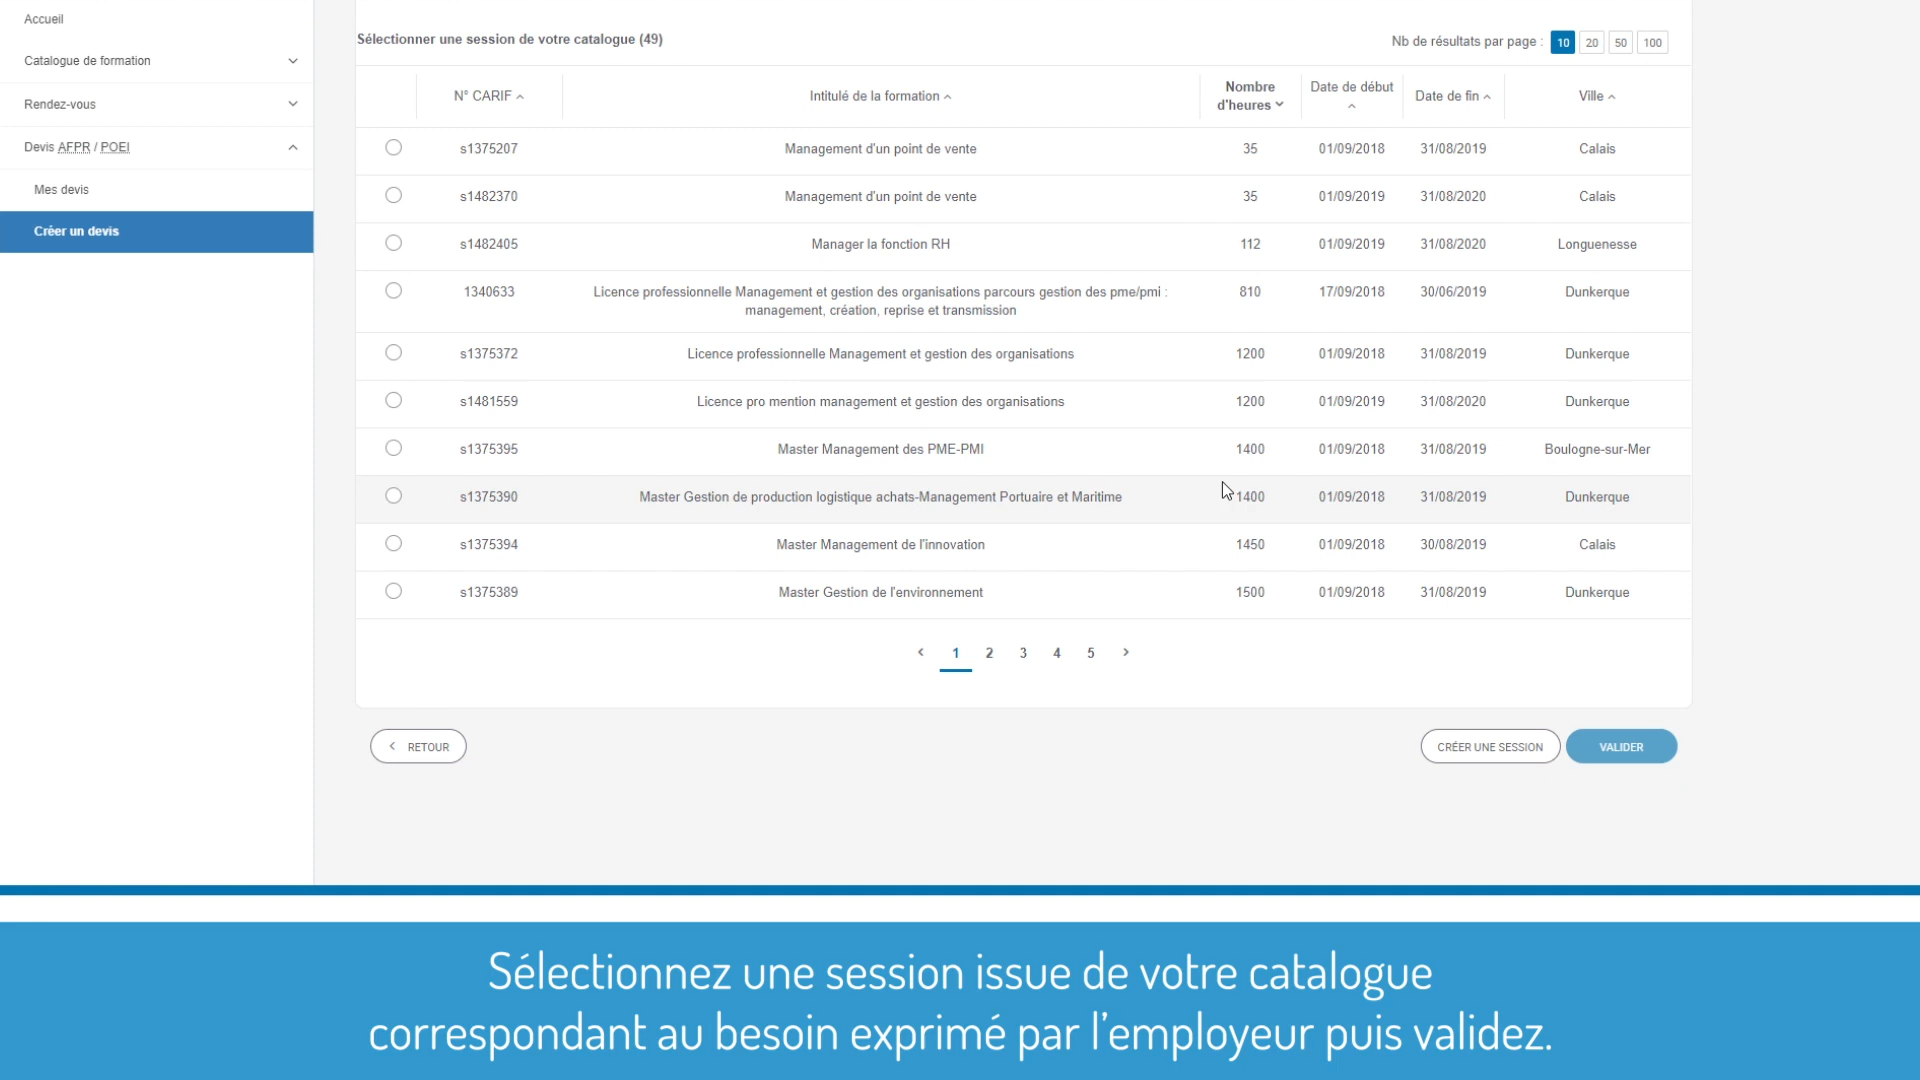 Accueil
Catalogue de formation
Rendez-vous
Devis AFPR / POEI
Mes devis
Créer un devis
Sélectionner une session de votre catalogue (49)
Nb de résultats par page : 10 20 50 100
N° CARIF Intitulé de la formation Nombre d'heures Date de début Date de fin Ville
s1375207 Management d'un point de vente 35 01/09/2018 31/08/2019 Calais
s1482370 Management d'un point de vente 35 01/09/2019 31/08/2020 Calais
s1482405 Manager la fonction RH 112 01/09/2019 31/08/2020 Longuenesse
1340633 Licence professionnelle Management et gestion des organisations parcours gestion des pme/pmi : 810 17/09/2018 30/06/2019 Dunkerque
management, création, reprise et transmission
s1375372 Licence professionnelle Management et gestion des organisations 1200 01/09/2018 31/08/2019 Dunkerque
s1481559 Licence pro mention management et gestion des organisations 1200 01/09/2019 31/08/2020 Dunkerque
s1375395 Master Management des PME-PMI 1400 01/09/2018 31/08/2019 Boulogne-sur-Mer
s1375390 Master Gestion de production logistique achats-Management Portuaire et Maritime 1400 01/09/2018 31/08/2019 Dunkerque
s1375394 Master Management de l'innovation 1450 01/09/2018 30/08/2019 Calais
s1375389 Master Gestion de l'environnement 1500 01/09/2018 31/08/2019 Dunkerque
1 2 3 4 5
RETOUR
CRÉER UNE SESSION
VALIDER
Sélectionnez une session issue de votre catalogue
correspondant au besoin exprimé par l'employeur puis validez.